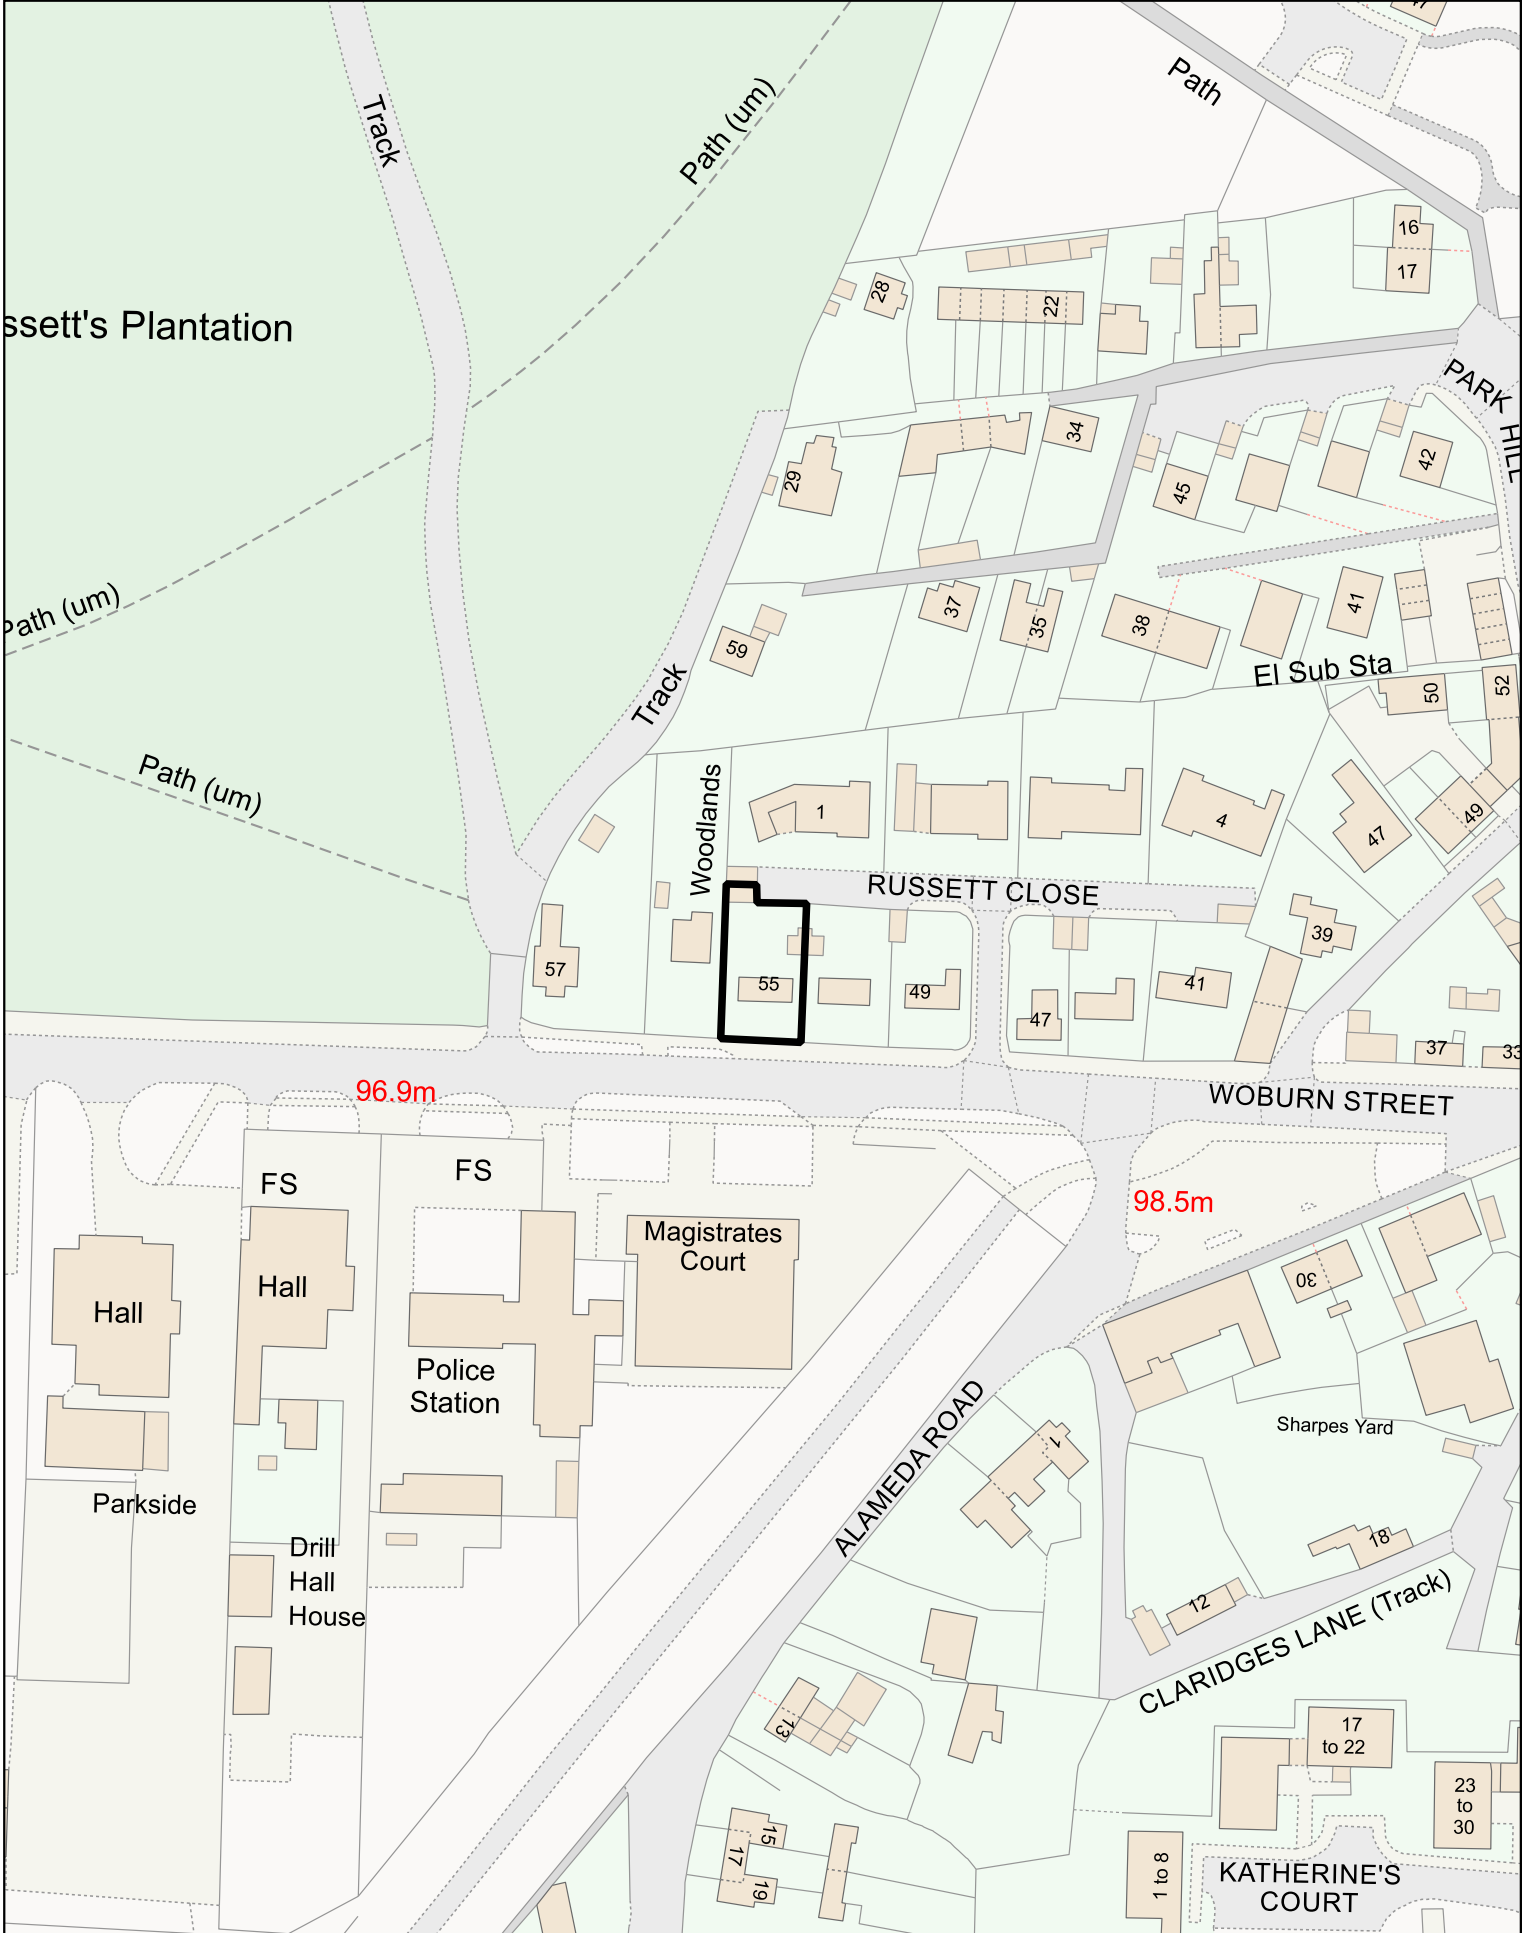 47
Path
Track
Path (um)
16
17
28
22
ssett's Plantation
PARK HILL
34
29
45
42
Path (um)
37
35
38
41
59
El Sub Sta
50
52
Track
Path (um)
Woodlands
1
4
49
47
RUSSETT CLOSE
39
57
55
49
47
41
37
33
96.9m
WOBURN STREET
FS
FS
98.5m
Magistrates
Court
Hall
Hall
30
Police
Station
ALAMEDA ROAD
Sharpes Yard
1
Parkside
Drill
Hall
House
18
12
CLARIDGES LANE (Track)
13
17
to 22
23
to
30
15
17
19
1 to 8
KATHERINE'S
COURT